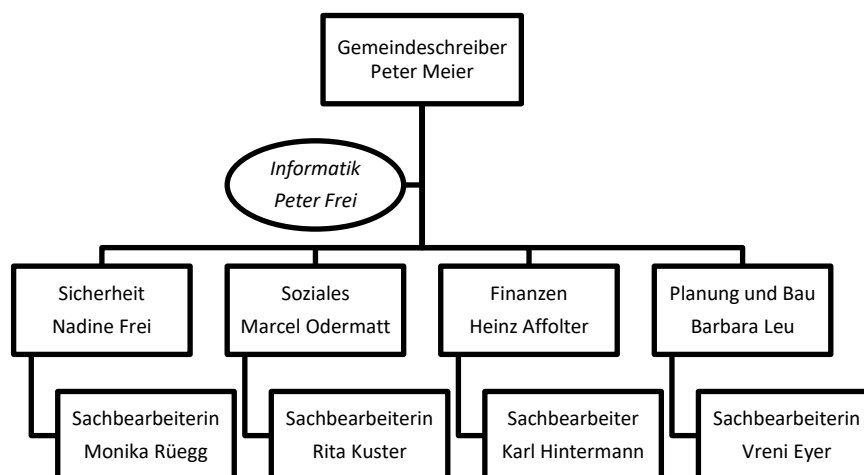 Gemeindeschreiber
Peter Meier
Informatik
Peter Frei
Sicherheit
Nadine Frei
Soziales
Marcel Odermatt
Finanzen
Heinz Affolter
Planung und Bau
Barbara Leu
Sachbearbeiterin
Monika Rüegg
Sachbearbeiterin
Rita Kuster
Sachbearbeiter
Karl Hintermann
Sachbearbeiterin
Vreni Eyer